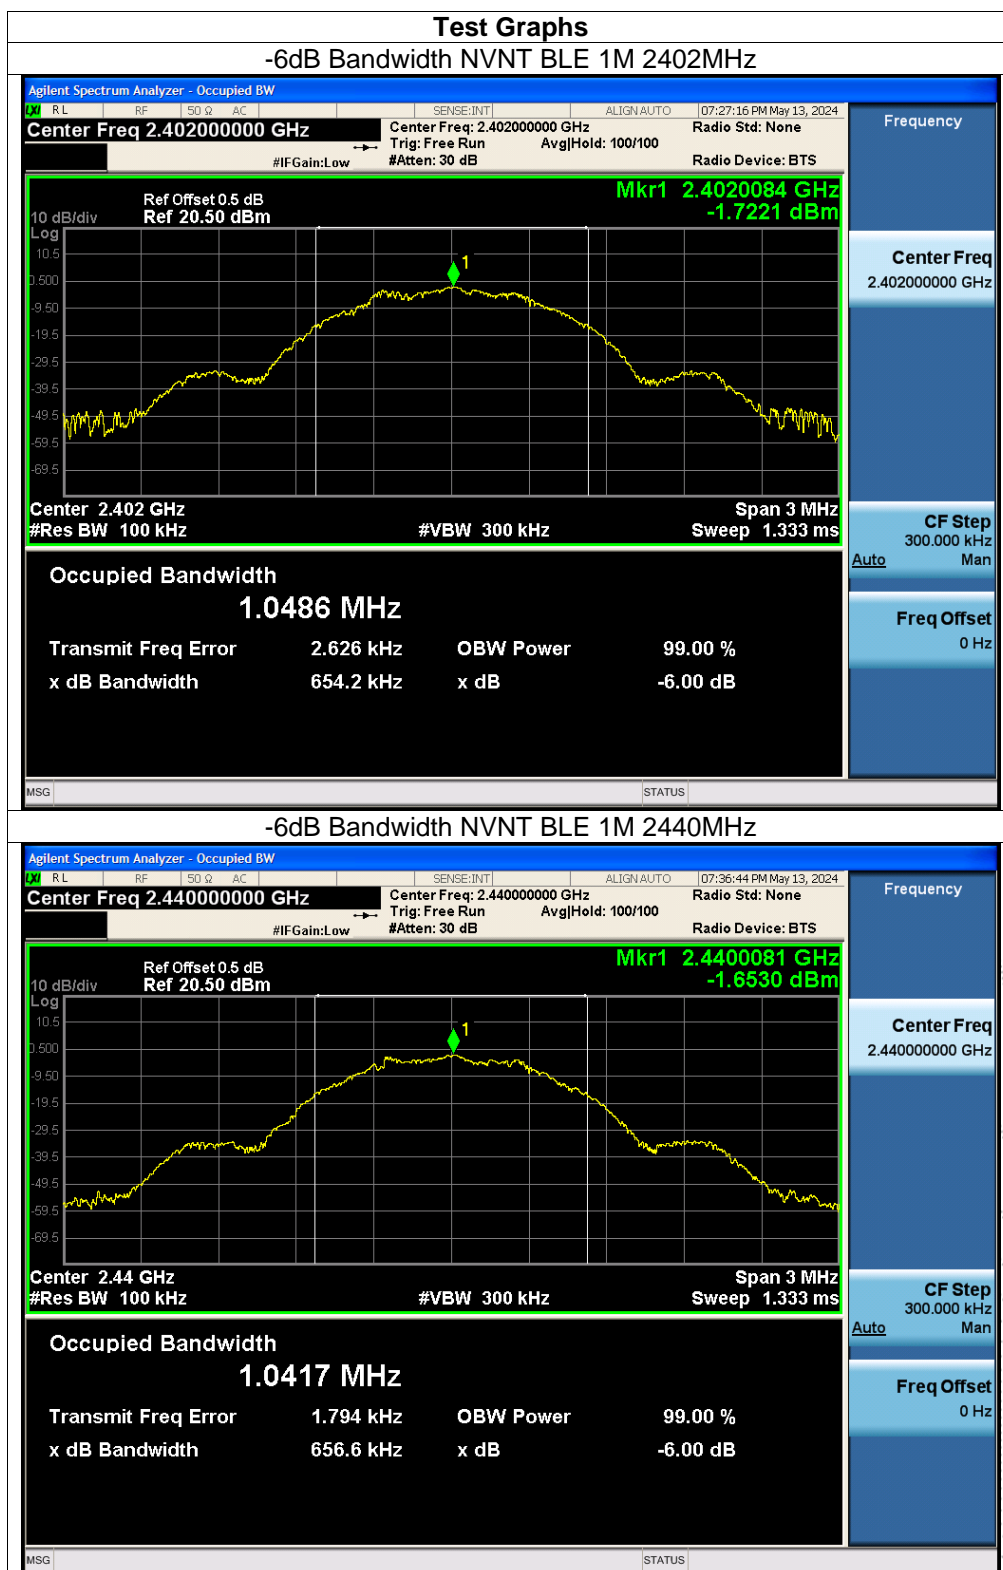 Test Graphs
-6dB Bandwidth NVNT BLE 1M 2402MHz
Agilent Spectrum Analyzer - Occupied BW
LXI RL RF 50 Ω AC SENSE:INT ALIGN AUTO 07:27:16 PM May 13, 2024
Center Freq 2.402000000 GHz
Center Freq: 2.402000000 GHz Radio Std: None
Trig: Free Run Avg|Hold: 100/100
#IFGain:Low #Atten: 30 dB Radio Device: BTS
Frequency
Mkr1 2.4020084 GHz
-1.7221 dBm
Ref Offset 0.5 dB
10 dB/div Ref 20.50 dBm
Log
10.5
0.500
-9.50
-19.5
-29.5
-39.5
-49.5
-59.5
-69.5
1
Center 2.402 GHz Span 3 MHz
#Res BW 100 kHz #VBW 300 kHz Sweep 1.333 ms
Center Freq
2.402000000 GHz
CF Step
300.000 kHz
Auto Man
Freq Offset
0 Hz
Occupied Bandwidth
1.0486 MHz
Transmit Freq Error 2.626 kHz OBW Power 99.00 %
x dB Bandwidth 654.2 kHz x dB -6.00 dB
MSG STATUS
-6dB Bandwidth NVNT BLE 1M 2440MHz
Agilent Spectrum Analyzer - Occupied BW
LXI RL RF 50 Ω AC SENSE:INT ALIGN AUTO 07:36:44 PM May 13, 2024
Center Freq 2.440000000 GHz
Center Freq: 2.440000000 GHz Radio Std: None
Trig: Free Run Avg|Hold: 100/100
#IFGain:Low #Atten: 30 dB Radio Device: BTS
Frequency
Mkr1 2.4400081 GHz
-1.6530 dBm
Ref Offset 0.5 dB
10 dB/div Ref 20.50 dBm
Log
10.5
0.500
-9.50
-19.5
-29.5
-39.5
-49.5
-59.5
-69.5
1
Center 2.44 GHz Span 3 MHz
#Res BW 100 kHz #VBW 300 kHz Sweep 1.333 ms
Center Freq
2.440000000 GHz
CF Step
300.000 kHz
Auto Man
Freq Offset
0 Hz
Occupied Bandwidth
1.0417 MHz
Transmit Freq Error 1.794 kHz OBW Power 99.00 %
x dB Bandwidth 656.6 kHz x dB -6.00 dB
MSG STATUS